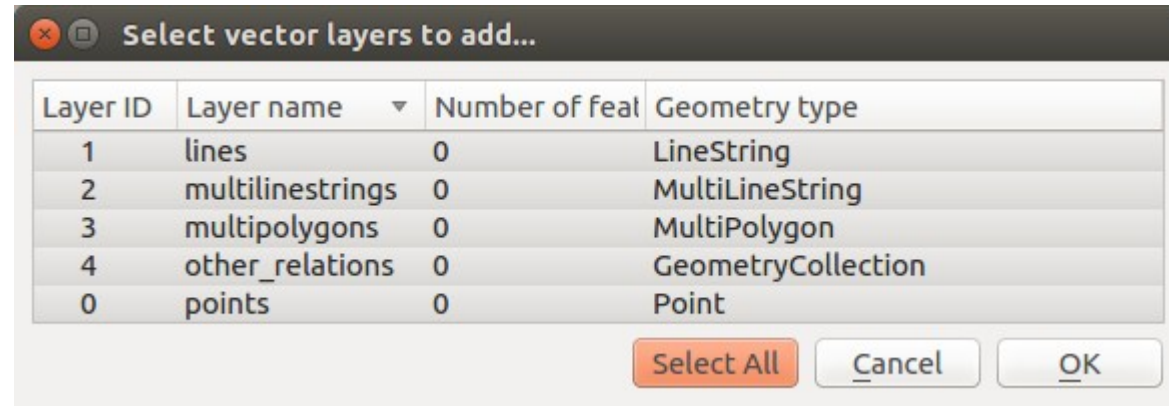 Select vector layers to add...
Layer ID Layer name Number of feat Geometry type
1 lines 0 LineString
2 multilinestrings 0 MultiLineString
3 multipolygons 0 MultiPolygon
4 other_relations 0 GeometryCollection
0 points 0 Point
Select All Cancel OK